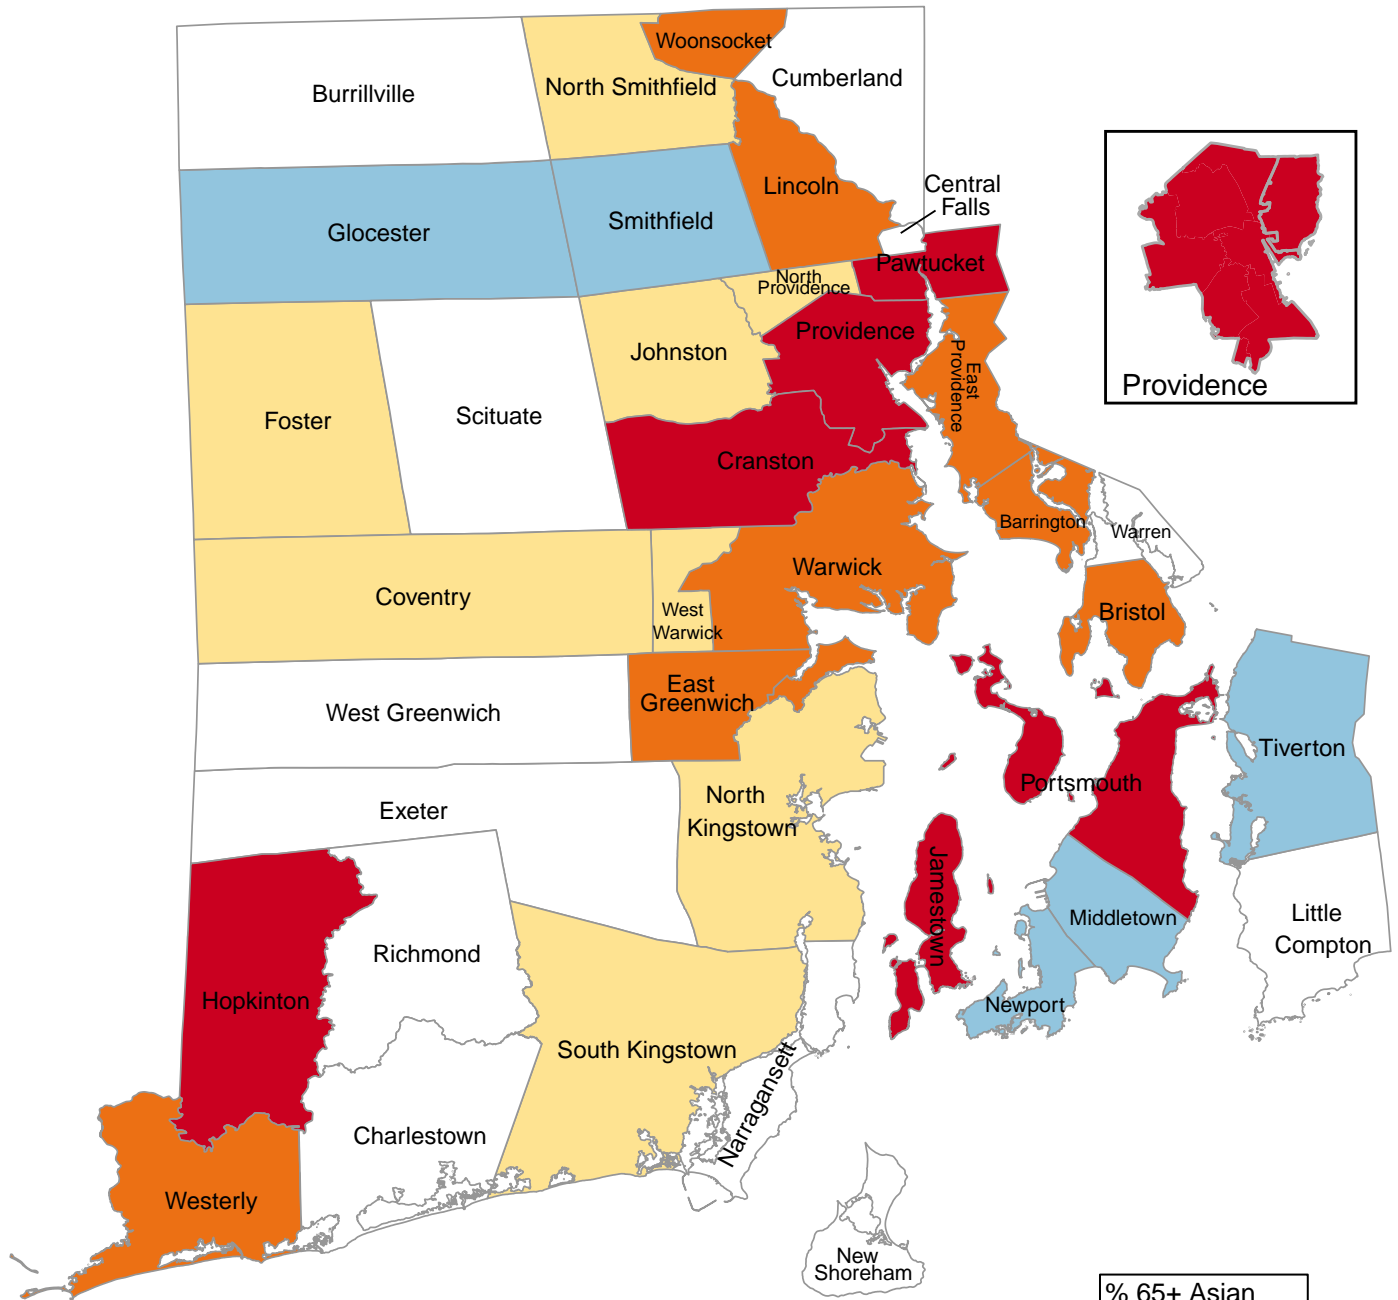 Woonsocket
Cumberland
North Smithfield
Burrillville
Lincoln
Central
Falls
Smithfield
Glocester
Pawtucket
North
Providence
Providence
Johnston
East
Providence
Scituate
Foster
Providence
Cranston
Barrington
Warren
Warwick
Coventry
West
Warwick
Bristol
East
Greenwich
West Greenwich
Tiverton
Portsmouth
North
Kingstown
Exeter
Jamestown
Middletown
Little
Compton
Richmond
Hopkinton
Newport
South Kingstown
Narragansett
Charlestown
Westerly
New
Shoreham
% 65+ Asian